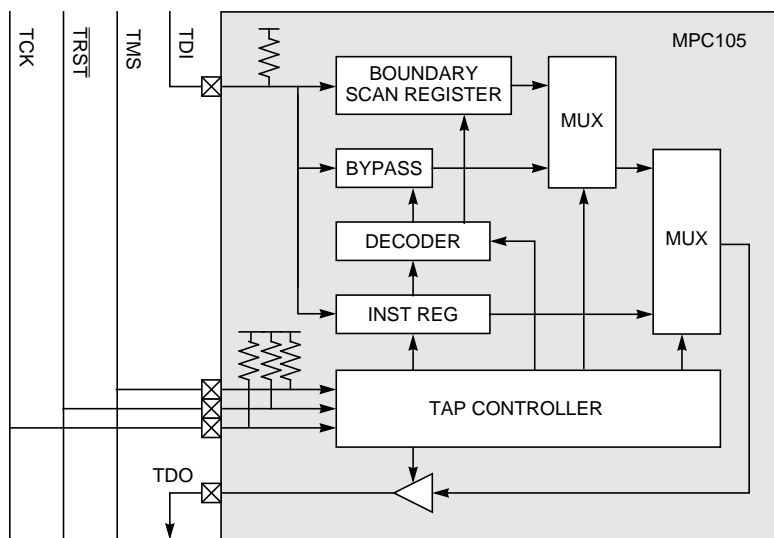 TCK
TRST
TMS
TDI
MPC105
BOUNDARY
SCAN REGISTER
MUX
BYPASS
DECODER
MUX
INST REG
TAP CONTROLLER
TDO